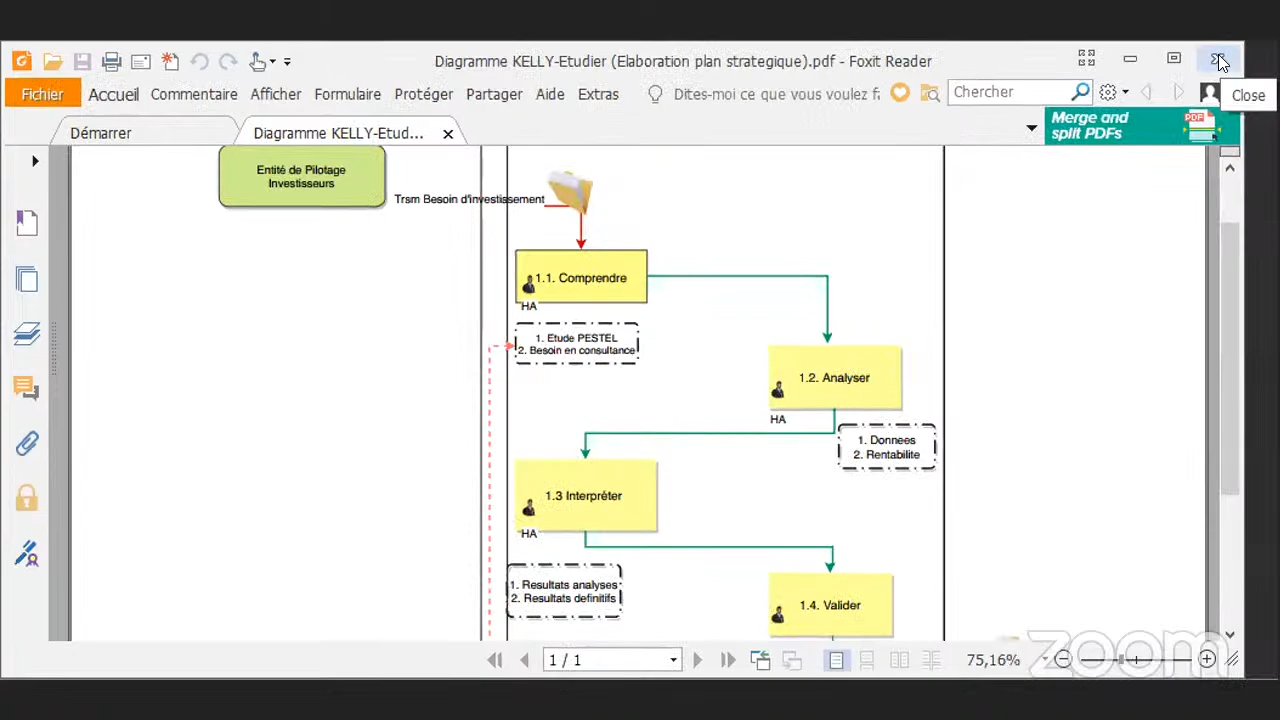 Diagramme KELLY-Etudier (Elaboration plan strategique).pdf - Foxit Reader
Fichier Accueil Commentaire Afficher Formulaire Protéger Partager Aide Extras Dites-moi ce que vous voulez f Chercher
Close
Démarrer Diagramme KELLY-Etud...
Merge and
split PDFs
PDF
Entité de Pilotage
Investisseurs
Trsm Besoin d'investissement
1.1. Comprendre
HA
1. Etude PESTEL
2. Besoin en consultance
1.2. Analyser
HA
1. Donnees
2. Rentabilite
1.3 Interpréter
HA
1. Resultats analyses
2. Resultats definitifs
1.4. Valider
1 / 1
75,16%
zoom